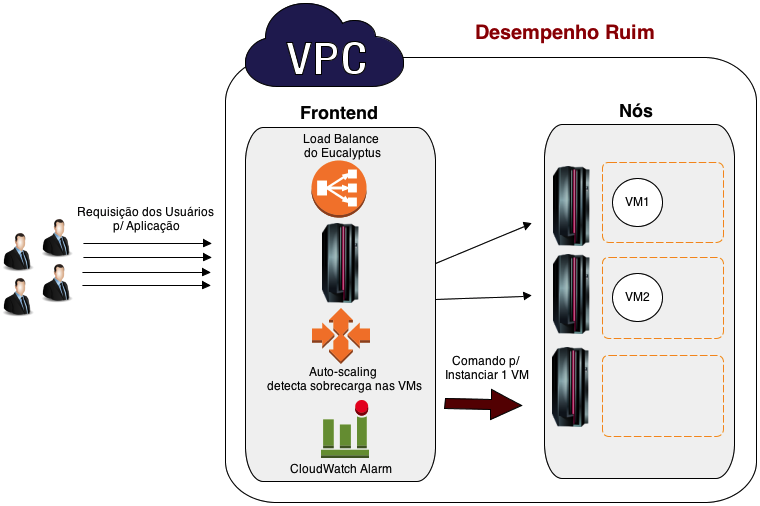 VPC
Desempenho Ruim
Frontend
Nós
Load Balance
do Eucalyptus
Requisição dos Usuários
p/ Aplicação
VM1
VM2
Auto-scaling
detecta sobrecarga nas VMs
Comando p/
Instanciar 1 VM
CloudWatch Alarm